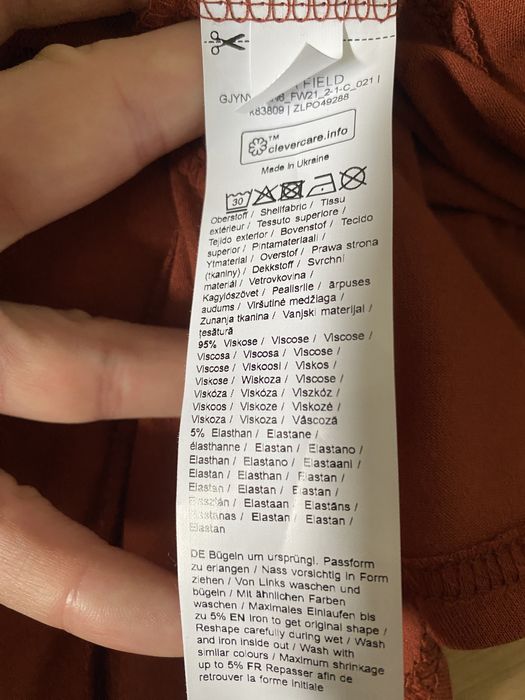 FIELD
_FW21_2-1-C_021 |
K83809 | ZLPO49288
TM
clevercare.info
Made in Ukraine
30
Oberstoff / Shellfabric / Tissu
extérieur / Tessuto superiore /
Tejido exterior / Bovenstof / Tecido
superior / Pintamateriaali /
Ytmaterial / Overstof / Prawa strona
(tkaniny) / Dekkstoff / Svrchní
materiál / Vetrovkovina /
Kagylószövet / Pealisriie / ārpuses
audums / Viršutinė medžiaga /
Zunanja tkanina / Vanjski materijal /
țesătură
95% Viskose / Viscose / Viscose /
Viscosa / Viscosa / Viscose /
Viscose / Viskoosi / Viskos /
Viskose / Wiskoza / Viscose /
Viskóza / Viskóza / Viszkóz /
Viskoos / Viskoze / Viskozė /
Viskoza / Viskoza / Vâscoză
5% Elasthan / Elastane /
élasthanne / Elastan / Elastano /
Elasthan / Elastano / Elastaani /
Elastan / Elasthan / Elastan /
Elastan / Elastan / Elastan /
Elastaan / Elastāns /
Elastan / Elastan /
Elastan
DE Bügeln um ursprüngl. Passform
zu erlangen / Nass vorsichtig in Form
ziehen / Von Links waschen und
bügeln / Mit ähnlichen Farben
waschen / Maximales Einlaufen bis
zu 5% EN Iron to get original shape /
Reshape carefully during wet / Wash
and iron inside out / Wash with
similar colours / Maximum shrinkage
up to 5% FR Repasser afin de
retrouver la forme initiale